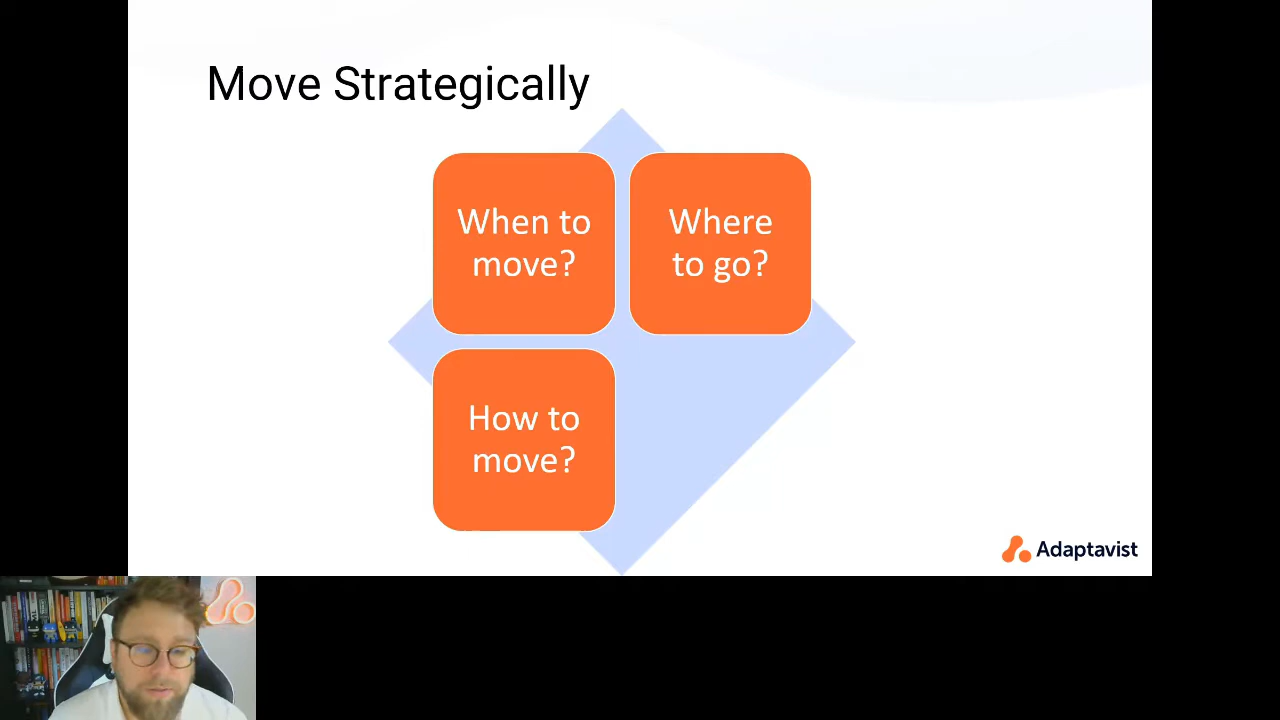 Move Strategically
When to
move?
Where
to go?
How to
move?
Adaptavist